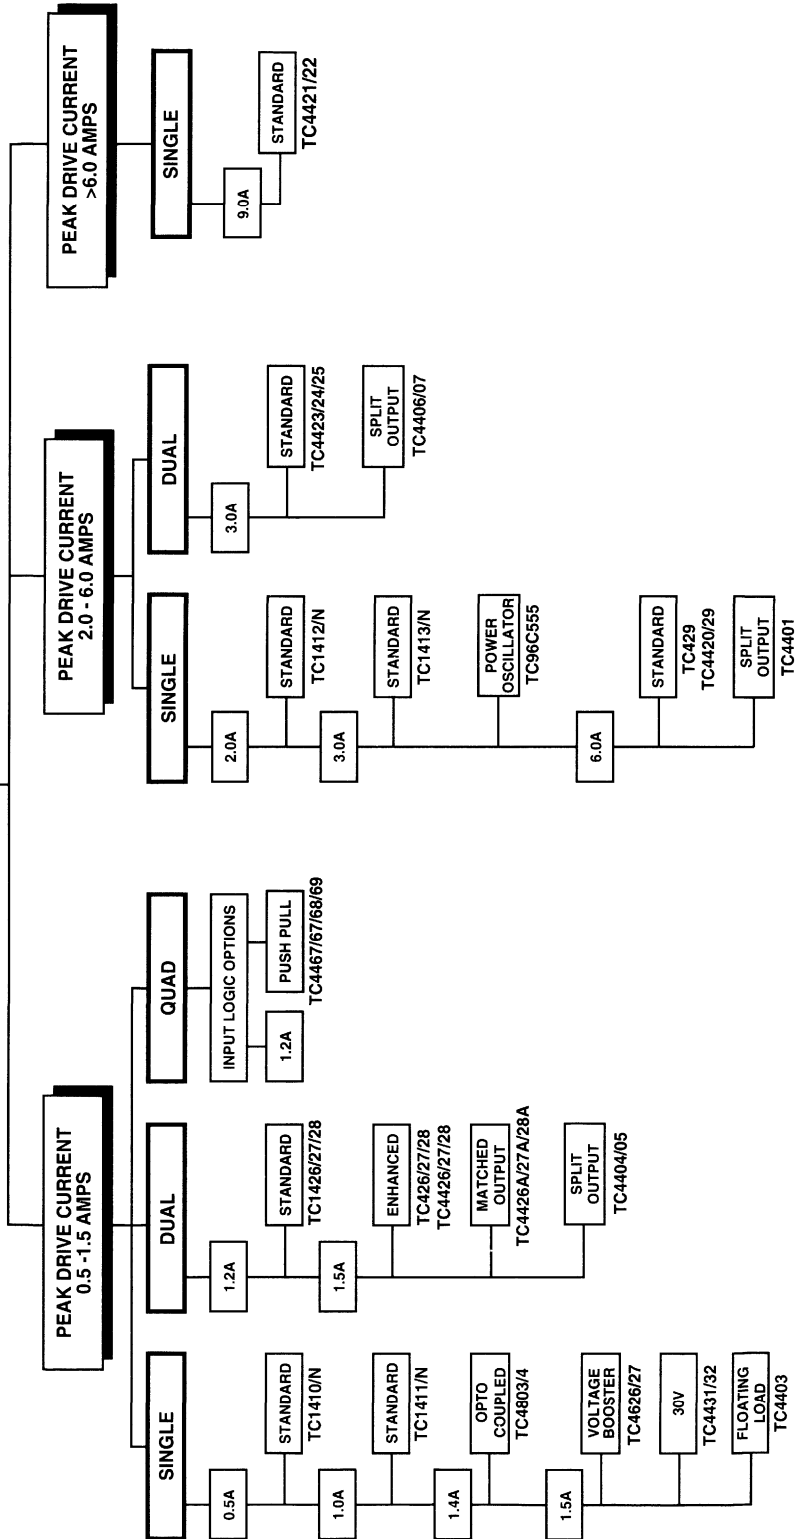 PEAK DRIVE CURRENT
0.5 -1.5 AMPS
SINGLE
0.5A
STANDARD
TC1410/N
1.0A
STANDARD
TC1411/N
1.4A
OPTO
COUPLED
TC4803/4
1.5A
VOLTAGE
BOOSTER
TC4626/27
30V
TC4431/32
FLOATING
LOAD
TC4403
DUAL
1.2A
STANDARD
TC1426/27/28
1.5A
ENHANCED
TC426/27/28
TC4426/27/28
MATCHED
OUTPUT
TC4426A/27A/28A
SPLIT
OUTPUT
TC4404/05
QUAD
INPUT LOGIC OPTIONS
1.2A
PUSH PULL
TC4467/67/68/69
PEAK DRIVE CURRENT
2.0 - 6.0 AMPS
SINGLE
2.0A
STANDARD
TC1412/N
3.0A
STANDARD
TC1413/N
POWER
OSCILLATOR
TC96C555
6.0A
STANDARD
TC429
TC4420/29
SPLIT
OUTPUT
TC4401
DUAL
3.0A
STANDARD
TC4423/24/25
SPLIT
OUTPUT
TC4406/07
PEAK DRIVE CURRENT
>6.0 AMPS
SINGLE
9.0A
STANDARD
TC4421/22